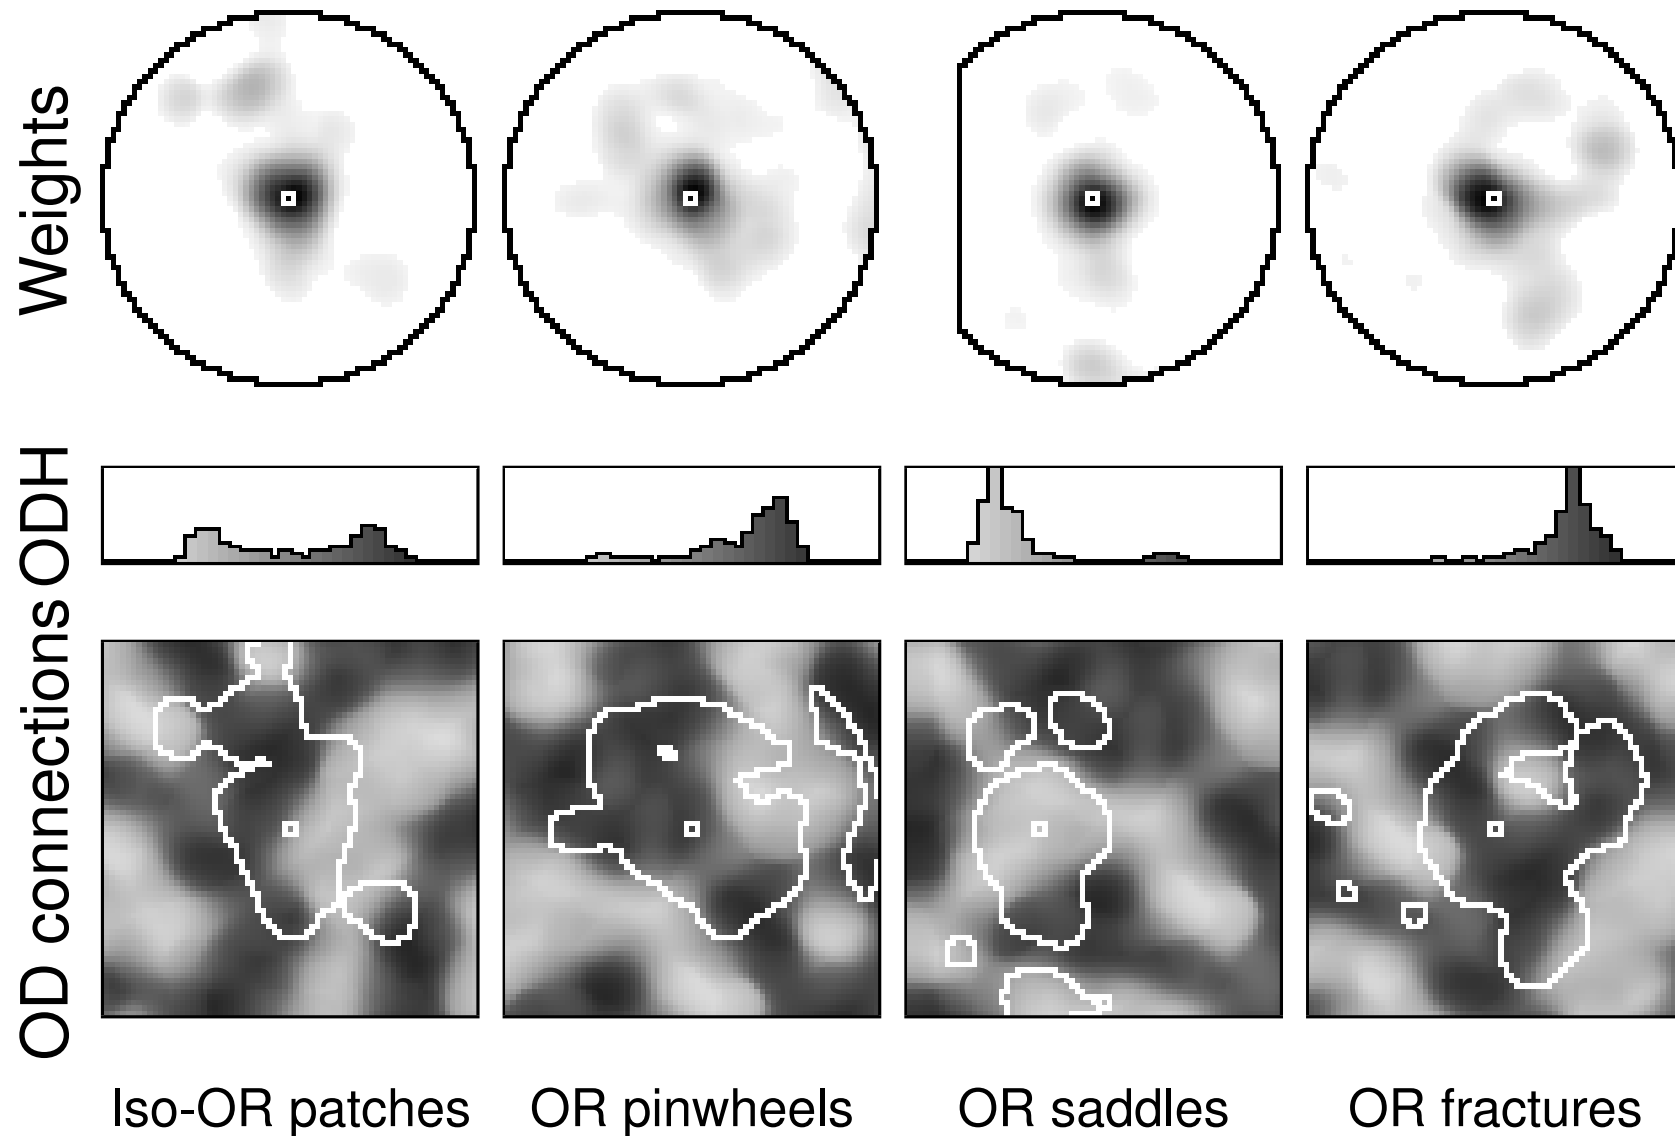 Weights
ODH
OD connections
Iso-OR patches
OR pinwheels
OR saddles
OR fractures